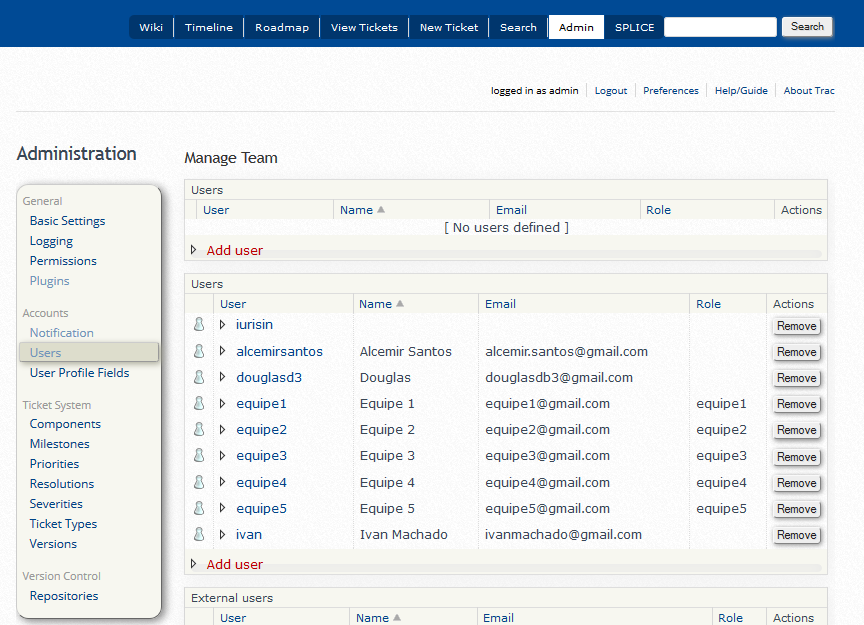 Wiki Timeline Roadmap View Tickets New Ticket Search Admin SPLICE Search
logged in as admin Logout Preferences Help/Guide About Trac
Administration
General
Basic Settings
Logging
Permissions
Plugins
Accounts
Notification
Users
User Profile Fields
Ticket System
Components
Milestones
Priorities
Resolutions
Severities
Ticket Types
Versions
Version Control
Repositories
Manage Team
Users
User Name Email Role Actions
[ No users defined ]
Add user
Users
User Name Email Role Actions
iurisin Remove
alcemirsantos Alcemir Santos alcemir.santos@gmail.com Remove
douglasd3 Douglas douglasdb3@gmail.com Remove
equipe1 Equipe 1 equipe1@gmail.com equipe1 Remove
equipe2 Equipe 2 equipe2@gmail.com equipe2 Remove
equipe3 Equipe 3 equipe3@gmail.com equipe3 Remove
equipe4 Equipe 4 equipe4@gmail.com equipe4 Remove
equipe5 Equipe 5 equipe5@gmail.com equipe5 Remove
ivan Ivan Machado ivanmachado@gmail.com Remove
Add user
External users
User Name Email Role Actions